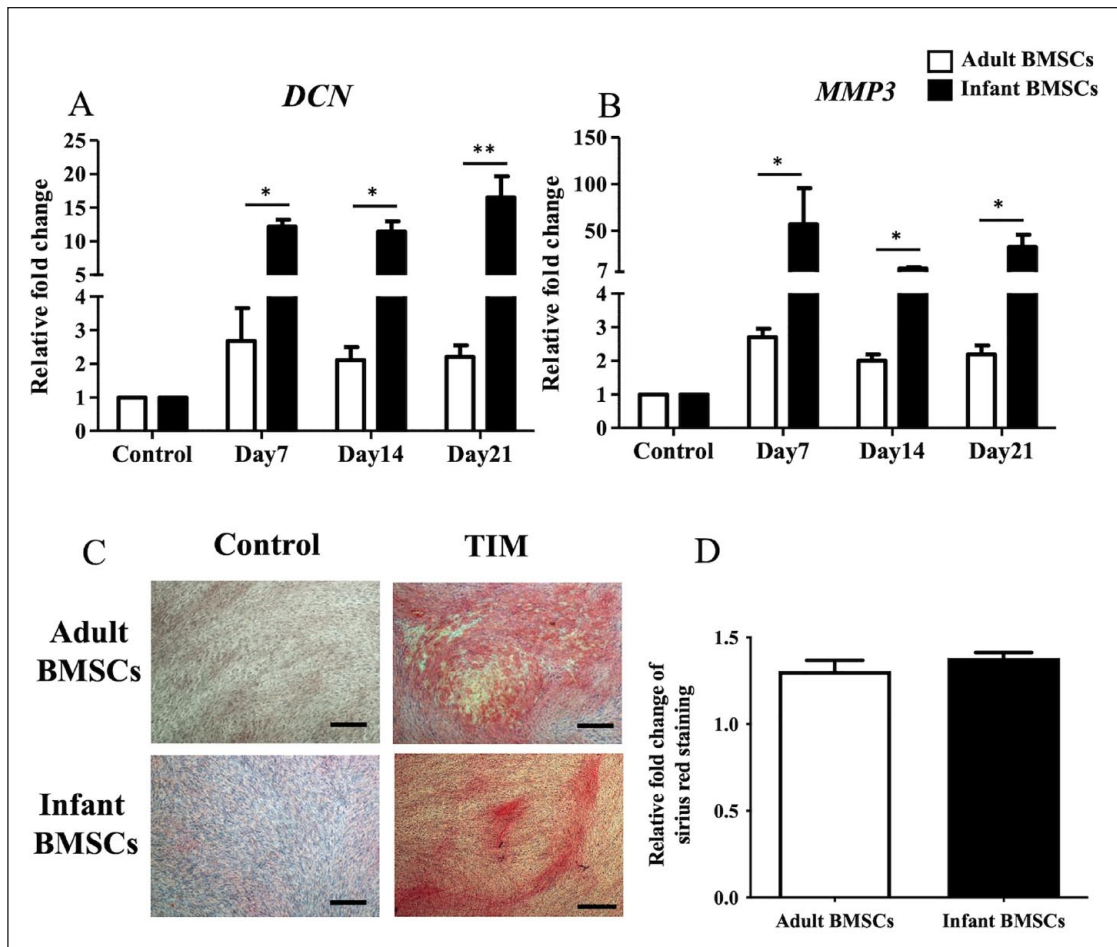 Adult BMSCs
Infant BMSCs
A
DCN
Relative fold change
25
20
15
10
5
4
3
2
1
0
*
*
**
Control
Day7
Day14
Day21
B
MMP3
Relative fold change
150
100
50
7
4
3
2
1
0
*
*
*
Control
Day7
Day14
Day21
C
Control
TIM
Adult
BMSCs
Infant
BMSCs
D
Relative fold change of
sirius red staining
1.5
1.0
0.5
0.0
Adult BMSCs
Infant BMSCs